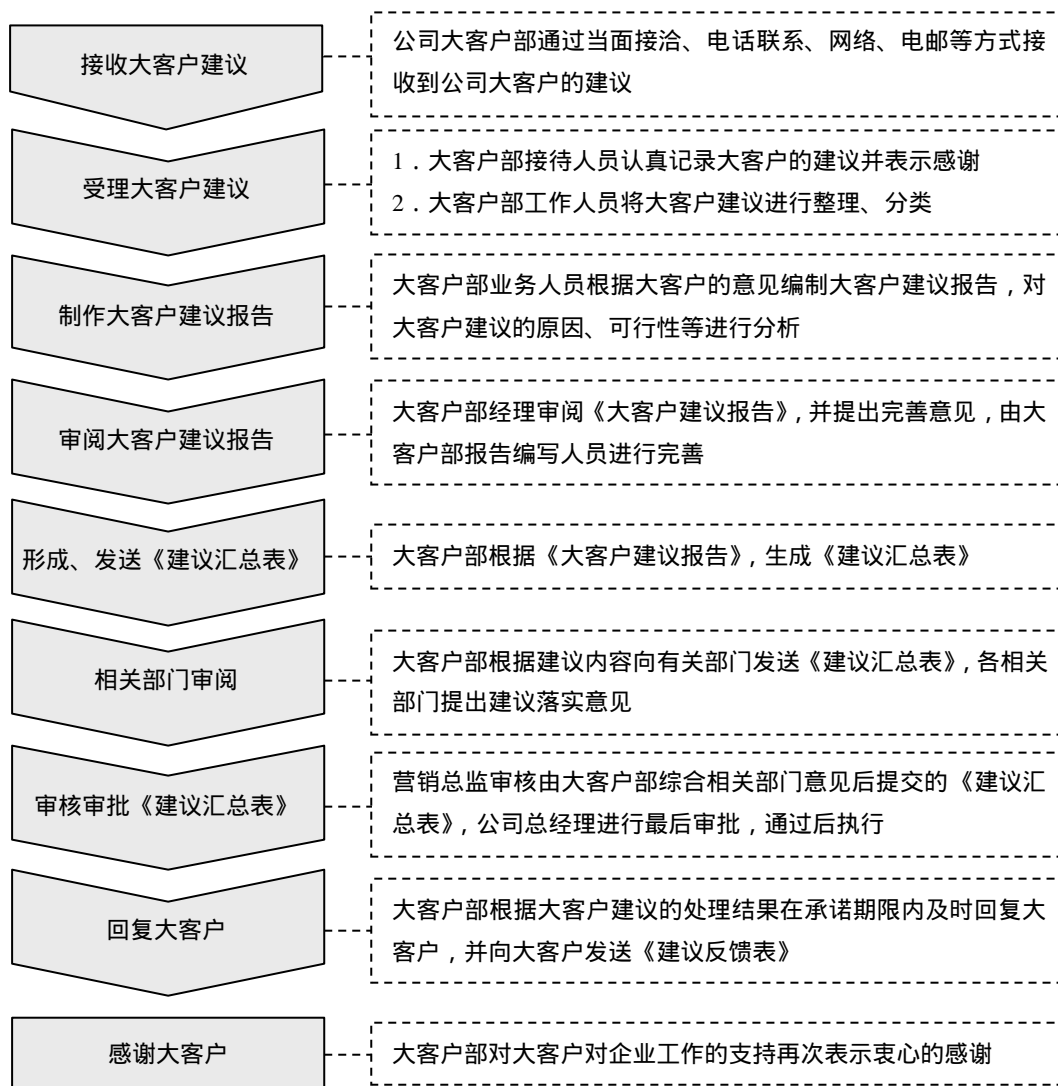 接收大客户建议
公司大客户部通过当面接洽、电话联系、网络、电邮等方式接
收到公司大客户的建议
受理大客户建议
1．大客户部接待人员认真记录大客户的建议并表示感谢
2．大客户部工作人员将大客户建议进行整理、分类
制作大客户建议报告
大客户部业务人员根据大客户的意见编制大客户建议报告，对
大客户建议的原因、可行性等进行分析
审阅大客户建议报告
大客户部经理审阅《大客户建议报告》，并提出完善意见，由大
客户部报告编写人员进行完善
形成、发送《建议汇总表》
大客户部根据《大客户建议报告》，生成《建议汇总表》
相关部门审阅
大客户部根据建议内容向有关部门发送《建议汇总表》，各相关
部门提出建议落实意见
审核审批《建议汇总表》
营销总监审核由大客户部综合相关部门意见后提交的《建议汇
总表》，公司总经理进行最后审批，通过后执行
回复大客户
大客户部根据大客户建议的处理结果在承诺期限内及时回复大
客户，并向大客户发送《建议反馈表》
感谢大客户
大客户部对大客户对企业工作的支持再次表示衷心的感谢